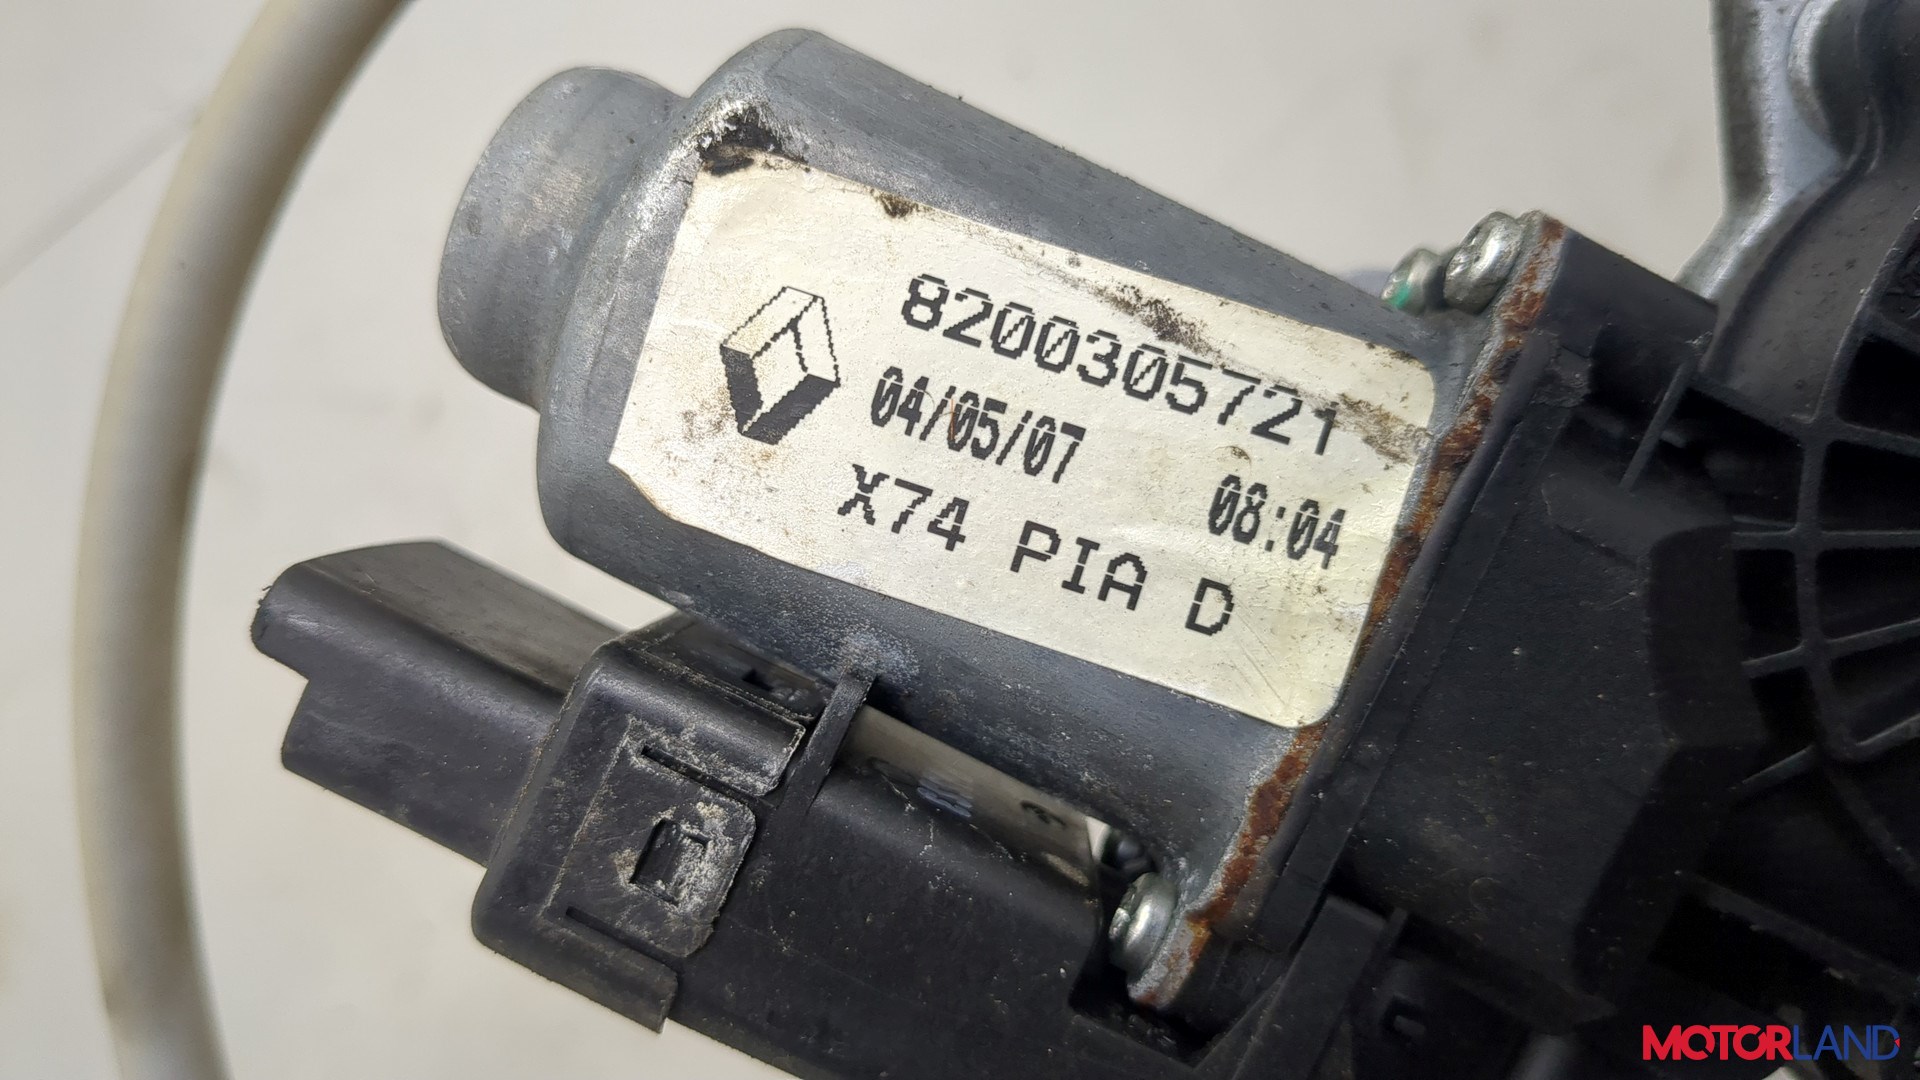 8200305721
04/05/07 08:04
X74 PIA D
MOTORLAND